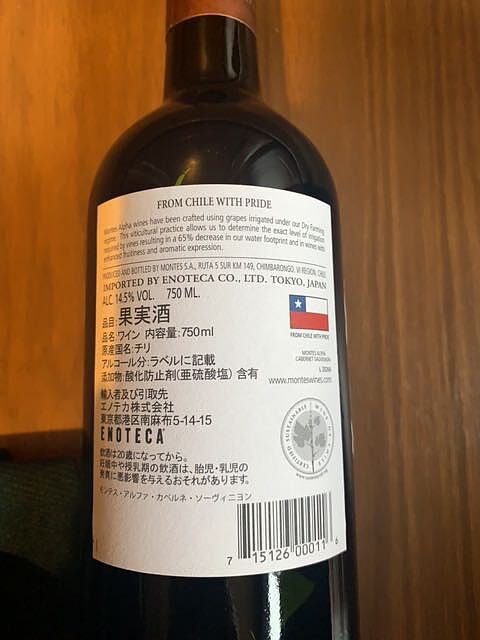 FROM CHILE WITH PRIDE
Montes Alpha wines have been crafted using grapes irrigated under our Dry Farming
regime. This viticultural practice allows us to determine the exact level of irrigation
required by vines resulting in a 65% decrease in our water footprint and in wines with
enhanced fruitiness and aromatic expression.
PRODUCED AND BOTTLED BY MONTES S.A., RUTA 5 SUR KM 149, CHIMBARONGO. VI REGION. CHILE.
IMPORTED BY ENOTECA CO., LTD. TOKYO, JAPAN
ALC. 14.5% VOL. 750 ML.
品目:果実酒
品名:ワイン 内容量:750ml
原産国名:チリ
アルコール分:ラベルに記載
添加物:酸化防止剤(亜硫酸塩) 含有
FROM CHILE WITH PRIDE
MONTES ALPHA
CABERNET SAUVIGNON
www.monteswines.com
輸入者及び引取先
エノテカ株式会社
東京都港区南麻布5-14-15
ENOTECA
飲酒は20歳になってから。
妊娠中や授乳期の飲酒は、胎児・乳児の
発育に悪影響を与えるおそれがあります。
モンテス・アルファ・カベルネ・ソーヴィニヨン
CERTIFIED SUSTAINABLE WINE OF CHILE
7 15126 00011 6